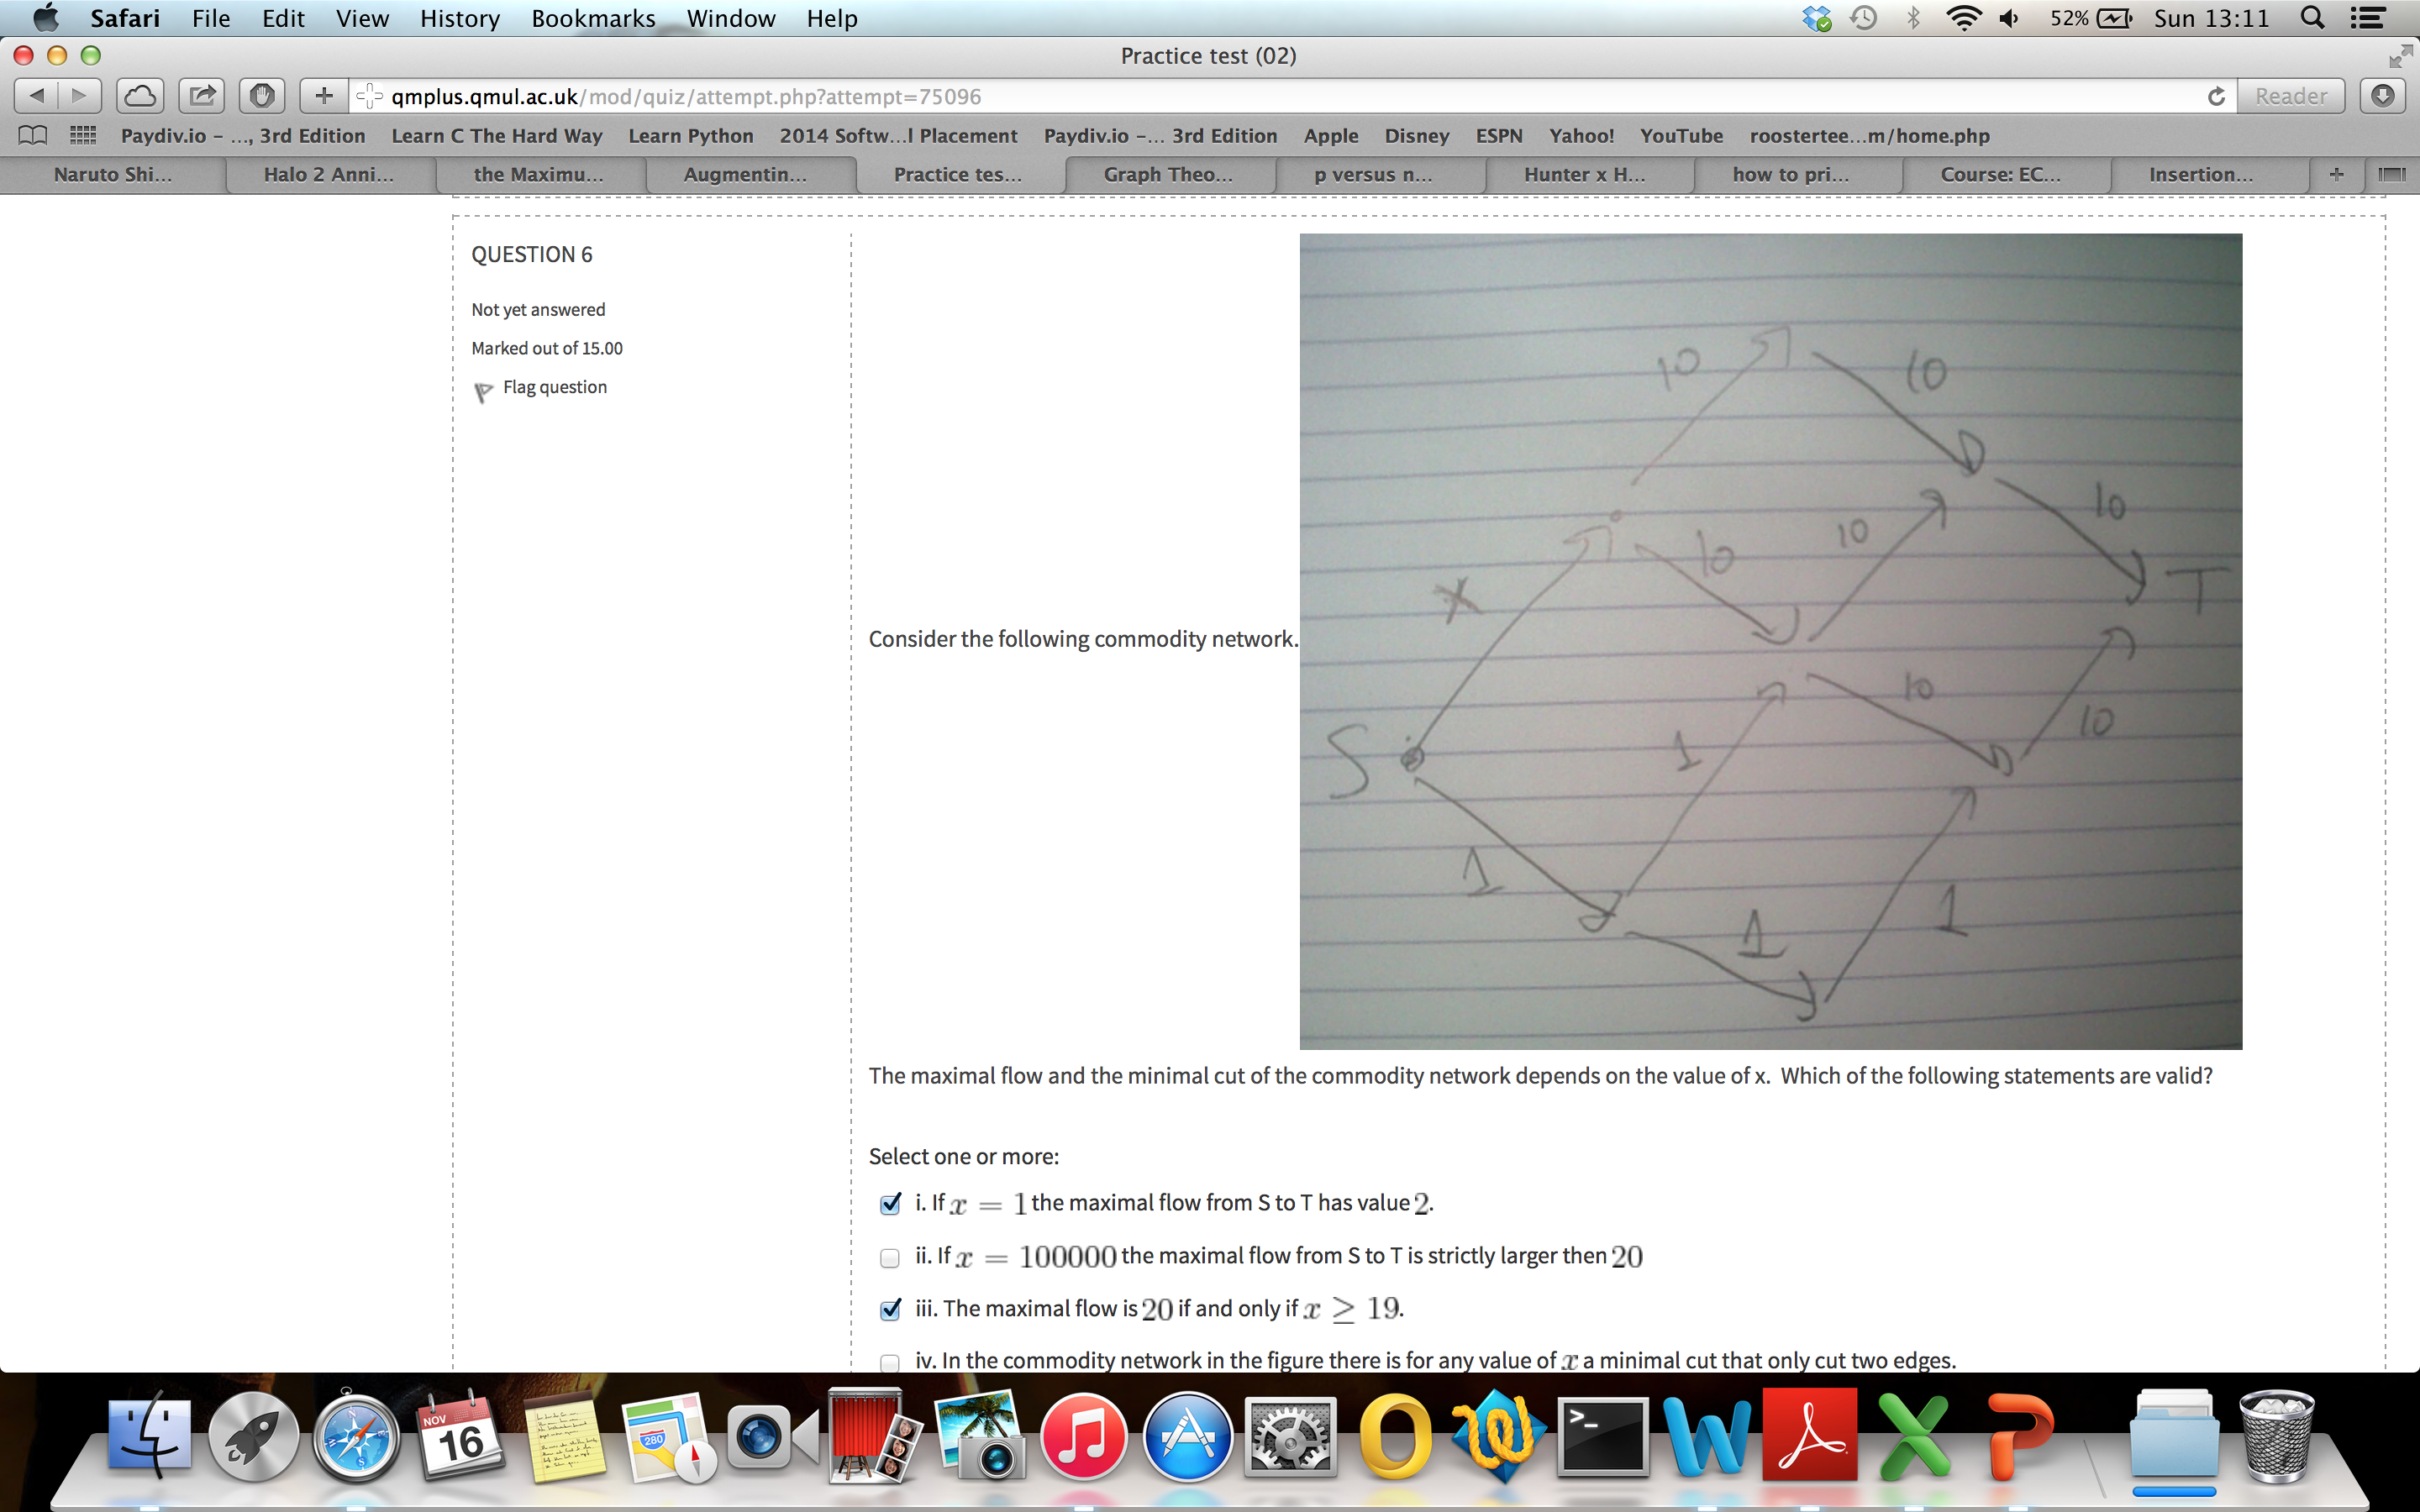 Safari File Edit View History Bookmarks Window Help 52% Sun 13:11
Practice test (02)
qmplus.qmul.ac.uk/mod/quiz/attempt.php?attempt=75096 Reader
Paydiv.io - ..., 3rd Edition Learn C The Hard Way Learn Python 2014 Softw...l Placement Paydiv.io -... 3rd Edition Apple Disney ESPN Yahoo! YouTube roostertee...m/home.php
Naruto Shi... Halo 2 Anni... the Maximu... Augmentin... Practice tes... Graph Theo... p versus n... Hunter x H... how to pri... Course: EC... Insertion...
QUESTION 6
Not yet answered
Marked out of 15.00
Flag question
10 10
10
10 10
x T
Consider the following commodity network.
10
S 1 10
1
1 1
The maximal flow and the minimal cut of the commodity network depends on the value of x. Which of the following statements are valid?
Select one or more:
i. If x = 1 the maximal flow from S to T has value 2.
ii. If x = 100000 the maximal flow from S to T is strictly larger then 20
iii. The maximal flow is 20 if and only if x ≥ 19.
iv. In the commodity network in the figure there is for any value of x a minimal cut that only cut two edges.
NOV
16
280
>_